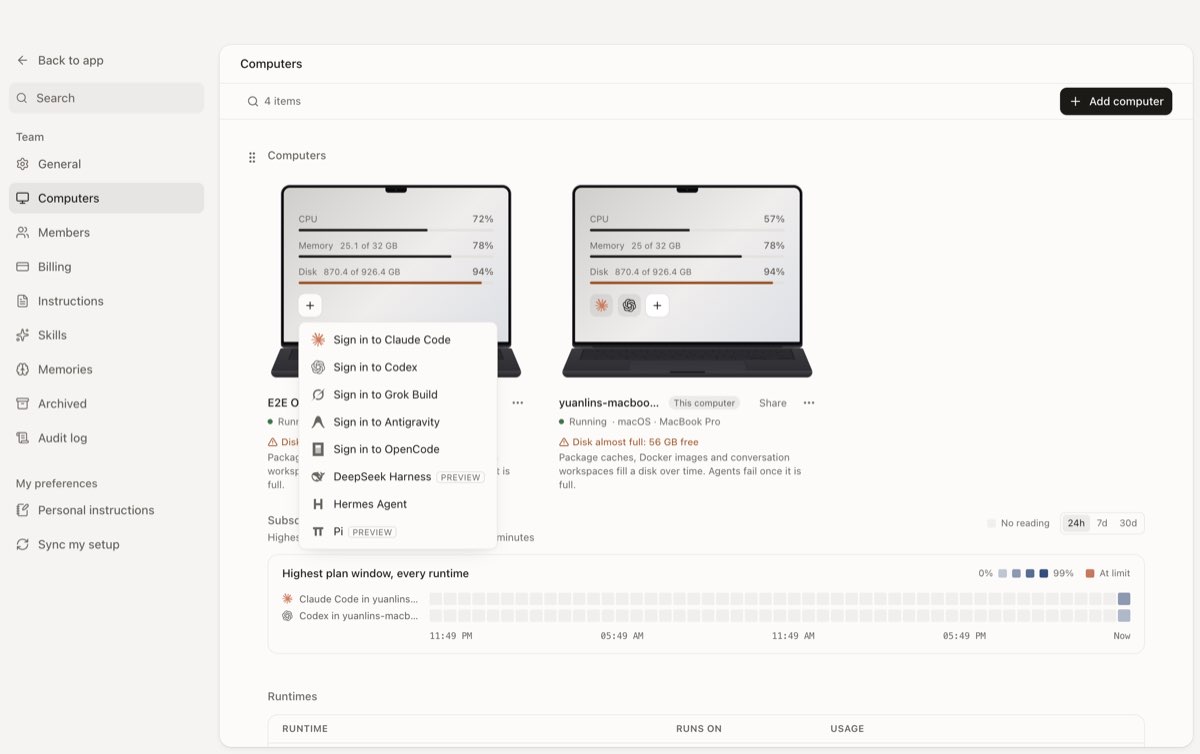 Back to app
Search
Team
General
Computers
Members
Billing
Instructions
Skills
Memories
Archived
Audit log
My preferences
Personal instructions
Sync my setup
Computers
4 items
Add computer
Computers
CPU 72%
Memory 25.1 of 32 GB 78%
Disk 870.4 of 926.4 GB 94%
Sign in to Claude Code
Sign in to Codex
Sign in to Grok Build
Sign in to Antigravity
Sign in to OpenCode
DeepSeek Harness PREVIEW
Hermes Agent
Pi PREVIEW
E2E
full.
CPU 57%
Memory 25 of 32 GB 78%
Disk 870.4 of 926.4 GB 94%
yuanlins-macboo... This computer Share
Running · macOS · MacBook Pro
Disk almost full: 56 GB free
Package caches, Docker images and conversation
workspaces fill a disk over time. Agents fail once it is
full.
minutes
No reading 24h 7d 30d
Highest plan window, every runtime
0% 99% At limit
Claude Code in yuanlins...
Codex in yuanlins-macb...
11:49 PM 05:49 AM 11:49 AM 05:49 PM Now
Runtimes
RUNTIME RUNS ON USAGE